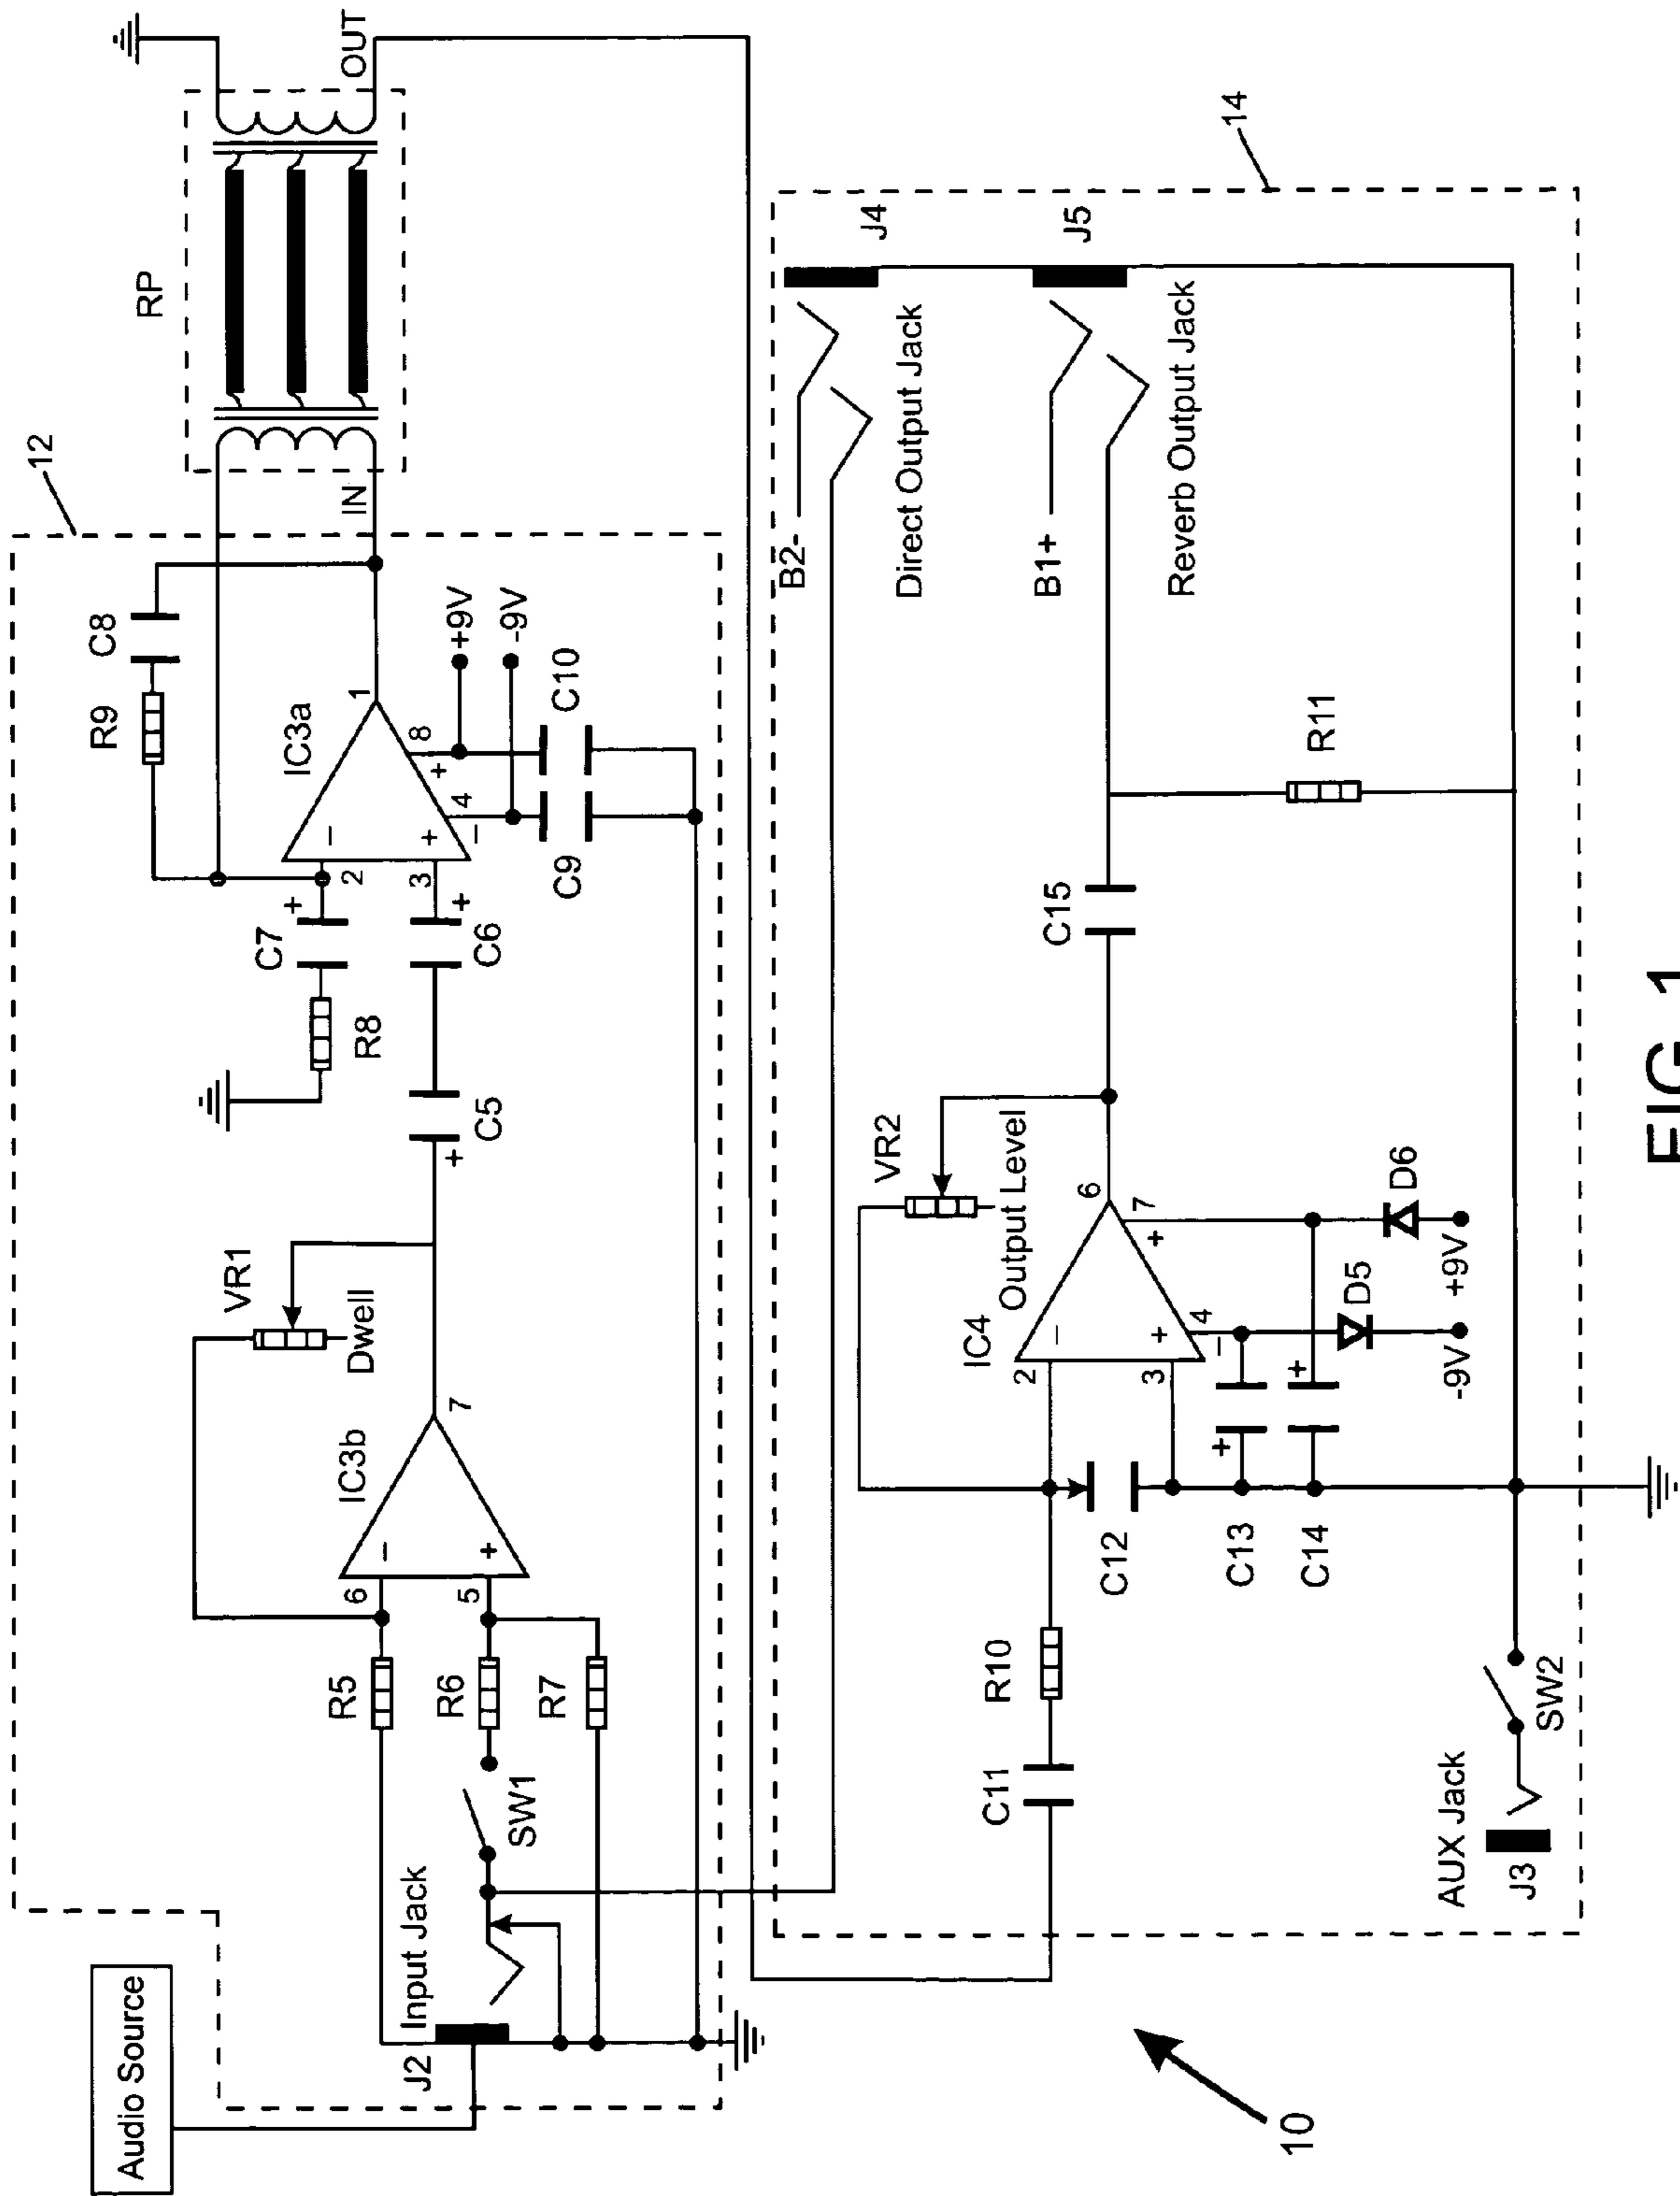 Audio Source
12
RP
IN
OUT
J2
Input Jack
SW1
R5
R6
R7
6
5
−
+
IC3b
7
VR1
Dwell
+
C5
R8
C7
+
C6
+
2
3
−
+
IC3a
1
8
+
4
−
R9
C8
+9V
-9V
C9
C10
14
B2-
J4
Direct Output Jack
B1+
J5
Reverb Output Jack
C11
R10
C12
2
3
−
+
IC4
6
7
+
4
−
VR2
Output Level
C15
R11
C13
+
C14
+
D5
D6
-9V
+9V
AUX Jack
J3
SW2
10
FIG. 1